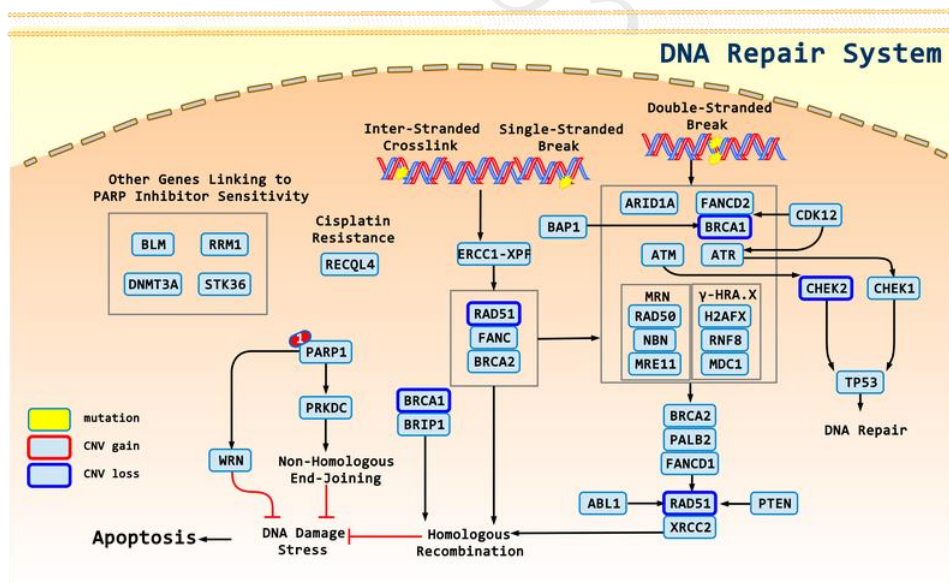 DNA Repair System
Double-Stranded
Break
Inter-Stranded
Crosslink
Single-Stranded
Break
Other Genes Linking to
PARP Inhibitor Sensitivity
BLM
RRM1
DNMT3A
STK36
Cisplatin
Resistance
RECQL4
ERCC1-XPF
RAD51
FANC
BRCA2
BAP1
ARID1A
FANCD2
BRCA1
CDK12
ATM
ATR
CHEK2
CHEK1
MRN
RAD50
NBN
MRE11
γ-HRA.X
H2AFX
RNF8
MDC1
TP53
DNA Repair
1
PARP1
PRKDC
WRN
Non-Homologous
End-Joining
BRCA1
BRIP1
BRCA2
PALB2
FANCD1
ABL1
RAD51
PTEN
XRCC2
mutation
CNV gain
CNV loss
Apoptosis
DNA Damage
Stress
Homologous
Recombination